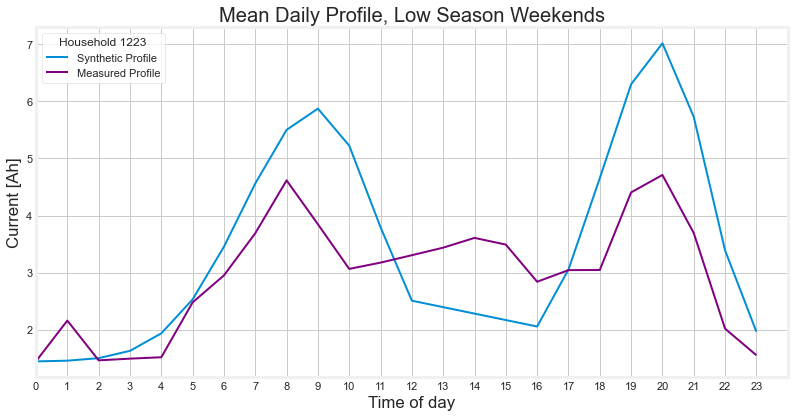 Mean Daily Profile, Low Season Weekends
Household 1223
Synthetic Profile
Measured Profile
Current [Ah]
7
6
5
4
3
2
0 1 2 3 4 5 6 7 8 9 10 11 12 13 14 15 16 17 18 19 20 21 22 23
Time of day